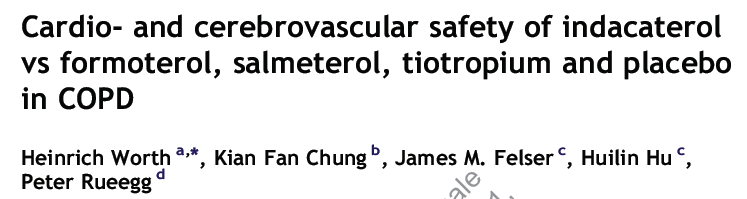 Cardio- and cerebrovascular safety of indacaterol
vs formoterol, salmeterol, tiotropium and placebo
in COPD
Heinrich Worth a,*, Kian Fan Chung b, James M. Felser c, Huilin Hu c,
Peter Rueegg d